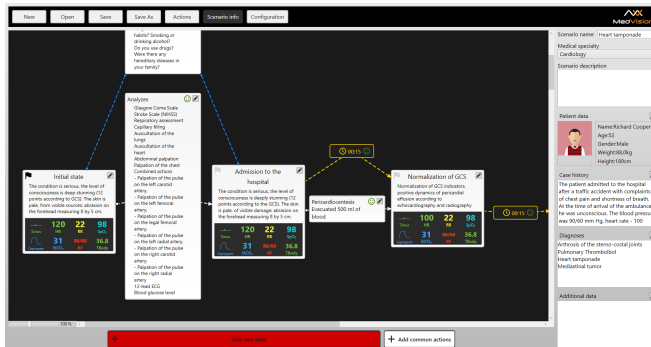 New
Open
Save
Save As
Actions
Scenario info
Configuration
MedVision
habits? Smoking or
drinking alcohol?
Do you use drugs?
Were there any
hereditary diseases in
your family?
Analyzes
Glasgow Coma Scale
Stroke Scale (NIHSS)
Respiratory assessment
Capillary filling
Auscultation of the
lungs
Auscultation of the
heart
Abdominal palpation
Palpation of the chest
Combined actions
- Palpation of the pulse
on the left carotid
artery.
- Palpation of the pulse
on the left femoral
artery
- Palpation of the pulse
on the legal femoral
artery
- Palpation of the pulse
on the left radial artery.
- Palpation of the pulse
on the right carotid
artery.
- Palpation of the pulse
on the right radial
artery.
12-lead ECG
Blood glucose level
Initial state
The condition is serious, the level of
consciousness is deep stunning (12
points according to GCS). The skin is
pale, from visible sources: abrasion on
the forehead measuring 8 by 5 cm.
120 22 98
Sinus HR RR SpO₂
31 80/60 36.8
Capnogram EtCO₂ BP TBody
Admission to the
hospital
The condition is serious, the level of
consciousness is deeply stunning (12
points according to the GCS). The skin
is pale, of visible damage: abrasion on
the forehead measuring 8 by 5 cm.
120 22 98
Sinus HR RR SpO₂
31 80/60 36.8
Capnogram EtCO₂ BP TBody
00:15
Pericardiocentesis
Evacuated 500 ml of
blood
Normalization of GCS
Normalization of GCS indicators,
positive dynamics of pericardial
effusion according to
echocardiography and radiography
100 22 98
Sinus HR RR SpO₂
31 36.8
Capnogram EtCO₂ BP TBody
00:15
100 %
+ Add new state
+ Add common actions
Scenario name: Heart tamponade
Medical specialty
Cardiology
Scenario description
Patient data
Name:Richard Cooper
Age:52
Gender:Male
Weight:88.0kg
Height:189cm
Case history
The patient admitted to the hospital
after a traffic accident with complaints
of chest pain and shortness of breath.
At the time of arrival of the ambulance
he was unconscious. The blood pressu
was 90/60 mm Hg, heart rate - 100
Diagnoses
Arthrosis of the sterno-costal joints
Pulmonary Thrombolbol
Heart tamponade
Mediastinal tumor
Additional data